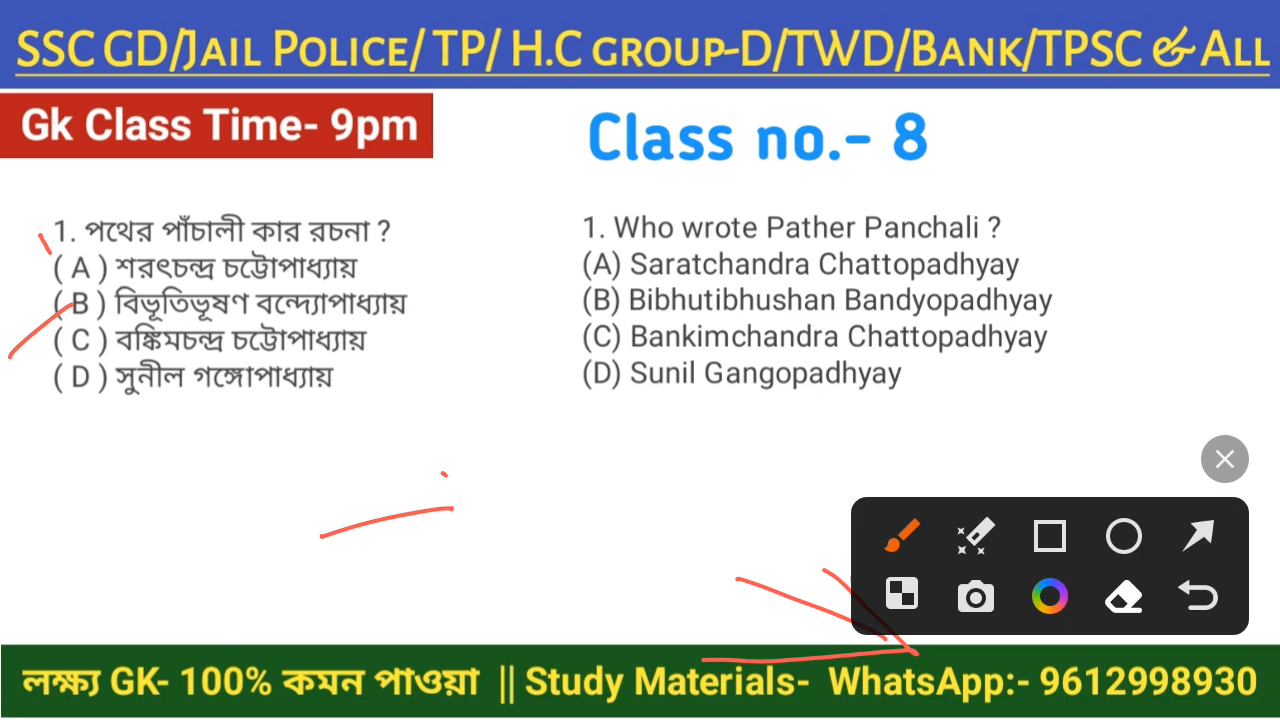 SSC GD/Jail Police/ TP/ H.C group-D/TWD/Bank/TPSC & All
Gk Class Time- 9pm
Class no.- 8
1. পথের পাঁচালী কার রচনা ?
( A ) শরৎচন্দ্র চট্টোপাধ্যায়
( B ) বিভূতিভূষণ বন্দ্যোপাধ্যায়
( C ) বঙ্কিমচন্দ্র চট্টোপাধ্যায়
( D ) সুনীল গঙ্গোপাধ্যায়
1. Who wrote Pather Panchali ?
(A) Saratchandra Chattopadhyay
(B) Bibhutibhushan Bandyopadhyay
(C) Bankimchandra Chattopadhyay
(D) Sunil Gangopadhyay
লক্ষ্য GK- 100% কমন পাওয়া || Study Materials- WhatsApp:- 9612998930